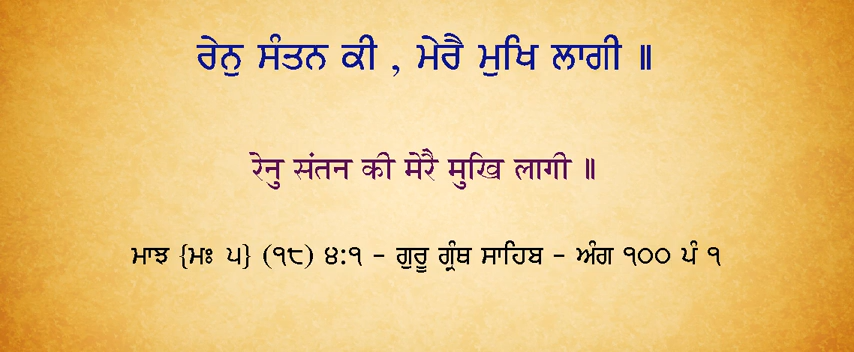 ਰੇਨੁ ਸੰਤਨ ਕੀ , ਮੇਰੈ ਮੁਖਿ ਲਾਗੀ ॥
रेनु संतन की मेरै मुखि लागी ॥
ਮਾਝ {ਮਃ ੫} (੧੮) ੪:੧ - ਗੁਰੂ ਗ੍ਰੰਥ ਸਾਹਿਬ - ਅੰਗ ੧੦੦ ਪੰ ੧